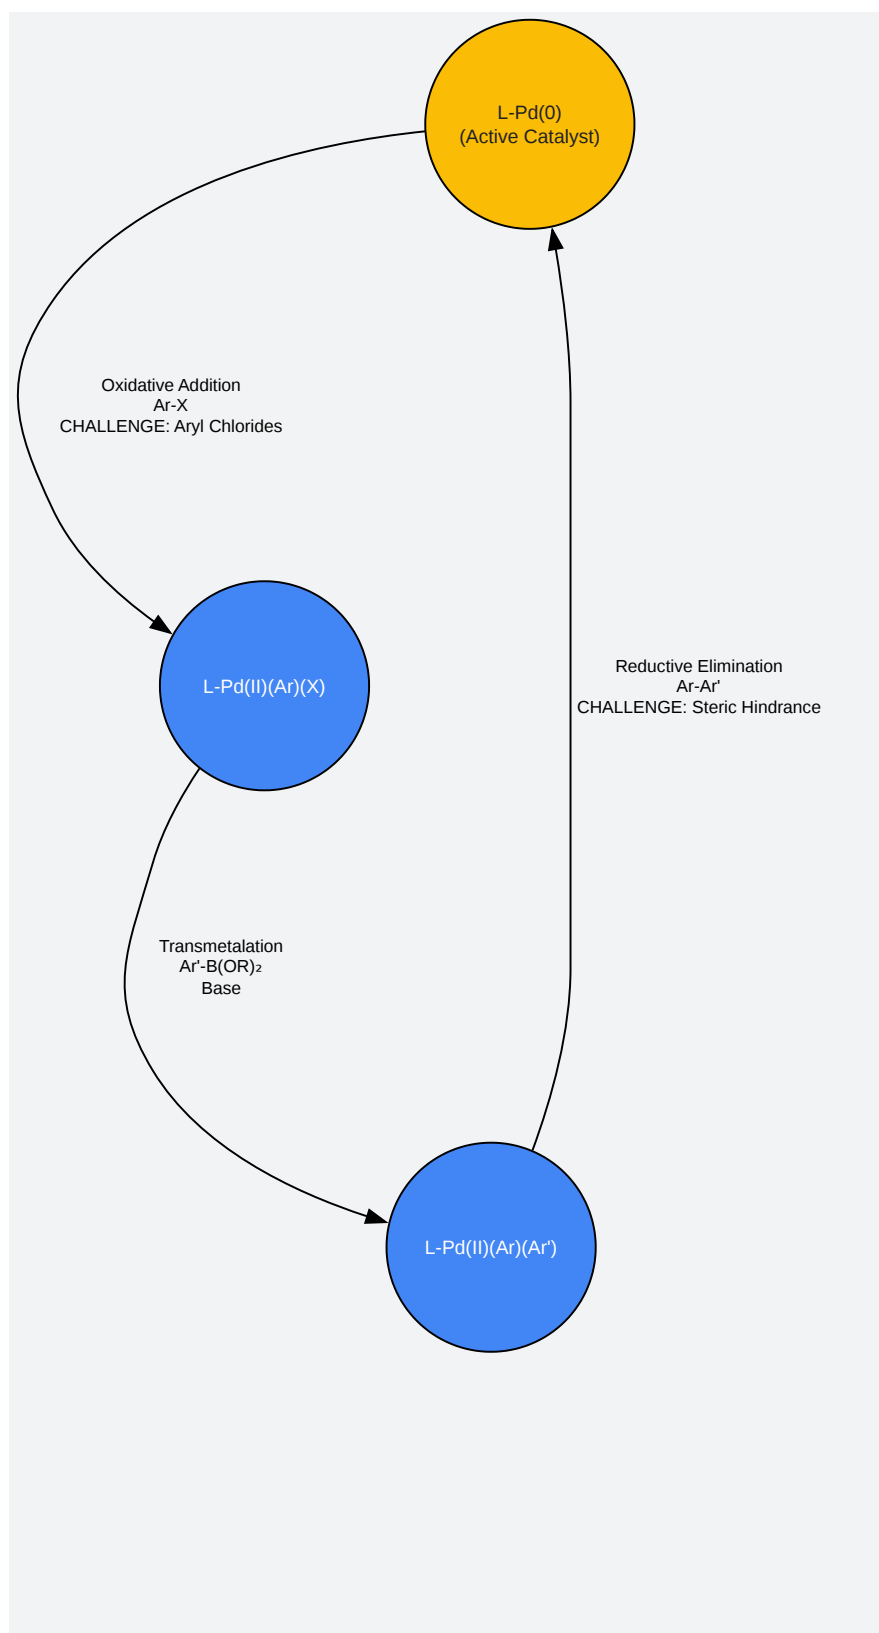 L-Pd(0)
(Active Catalyst)
Oxidative Addition
Ar-X
CHALLENGE: Aryl Chlorides
L-Pd(II)(Ar)(X)
Reductive Elimination
Ar-Ar'
CHALLENGE: Steric Hindrance
Transmetalation
Ar'-B(OR)₂
Base
L-Pd(II)(Ar)(Ar')